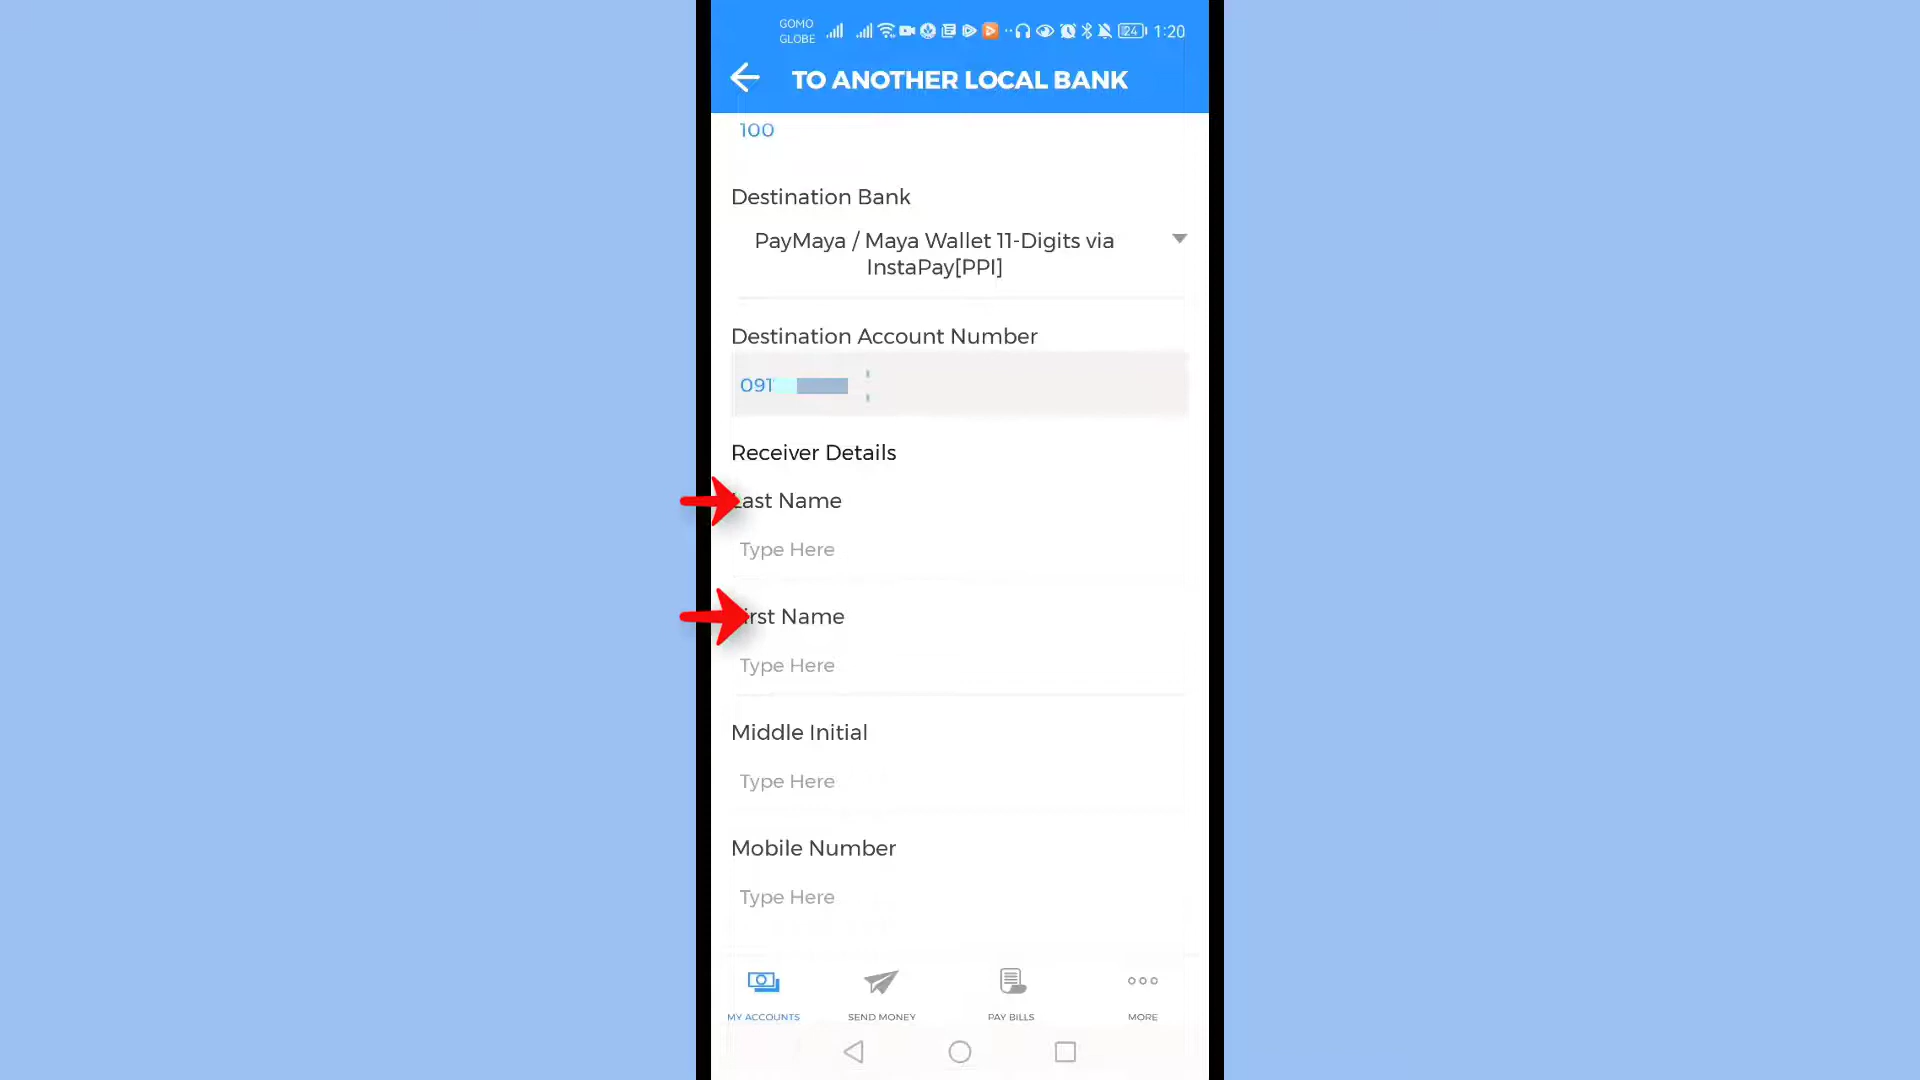 GOMO
GLOBE
24
1:20
TO ANOTHER LOCAL BANK
100
Destination Bank
PayMaya / Maya Wallet 11-Digits via
InstaPay[PPI]
Destination Account Number
091
Receiver Details
Last Name
Type Here
First Name
Type Here
Middle Initial
Type Here
Mobile Number
Type Here
MY ACCOUNTS
SEND MONEY
PAY BILLS
MORE